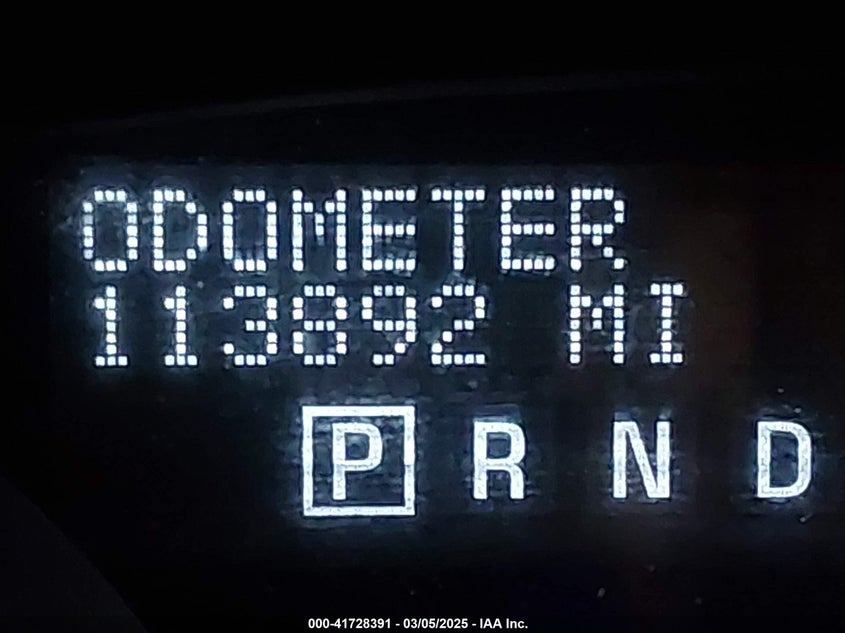 ODOMETER
113892 MI
P R N D
000-41728391 - 03/05/2025 - IAA Inc.